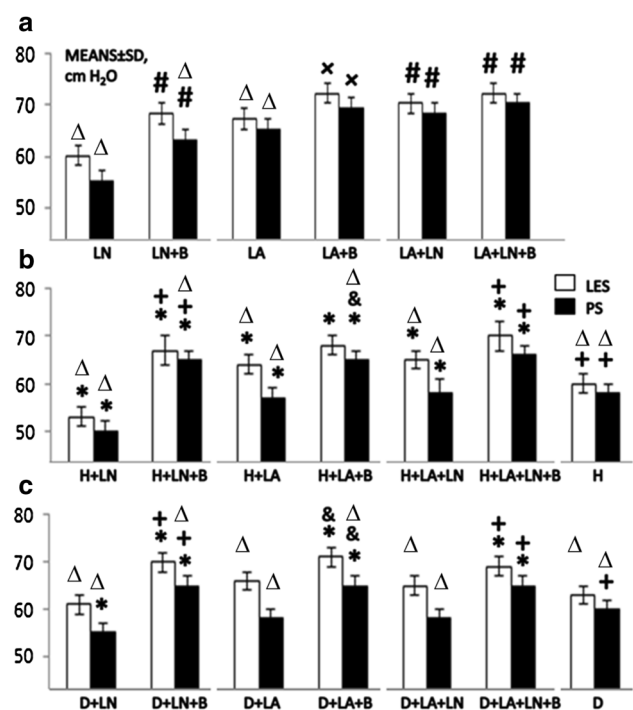 a
80
MEANS±SD,
cm H₂O
70
60
50
Δ Δ # Δ # Δ Δ × × # # # #
LN LN+B LA LA+B LA+LN LA+LN+B
b
80
LES
PS
70
60
50
Δ * Δ * + * Δ + * Δ * Δ * * Δ & * Δ * Δ * + * + * Δ + Δ +
H+LN H+LN+B H+LA H+LA+B H+LA+LN H+LA+LN+B H
c
80
70
60
50
Δ Δ * + * Δ + * Δ Δ & * Δ & * Δ Δ + * + * Δ Δ +
D+LN D+LN+B D+LA D+LA+B D+LA+LN D+LA+LN+B D